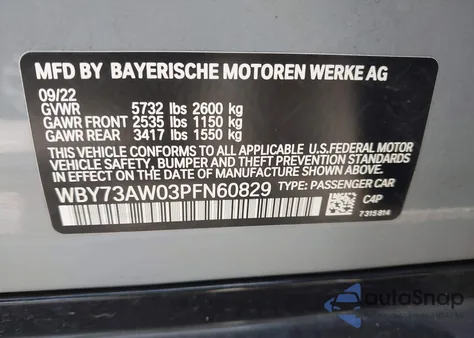 MFD BY BAYERISCHE MOTOREN WERKE AG
09/22
GVWR 5732 lbs 2600 kg
GAWR FRONT 2535 lbs 1150 kg
GAWR REAR 3417 lbs 1550 kg
THIS VEHICLE CONFORMS TO ALL APPLICABLE U.S.FEDERAL MOTOR
VEHICLE SAFETY, BUMPER, AND THEFT PREVENTION STANDARDS
IN EFFECT ON THE DATE OF MANUFACTURE SHOWN ABOVE.
WBY73AW03PFN60829 TYPE: PASSENGER CAR
C4P
7315814
autoSnap